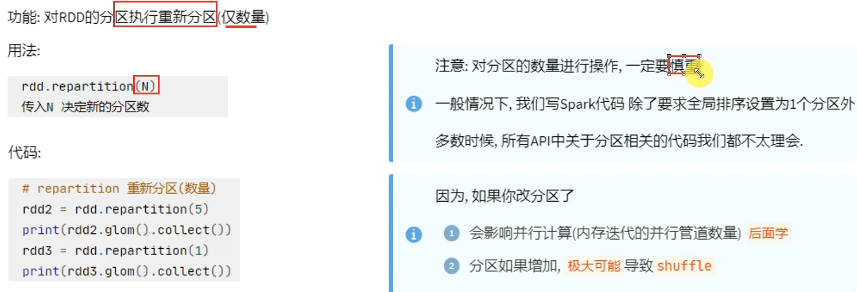 功能: 对RDD的分区执行重新分区(仅数量)
用法:
rdd.repartition(N)
传入N 决定新的分区数
代码:
# repartition 重新分区(数量)
rdd2 = rdd.repartition(5)
print(rdd2.glom().collect())
rdd3 = rdd.repartition(1)
print(rdd3.glom().collect())
注意: 对分区的数量进行操作, 一定要慎重
一般情况下, 我们写Spark代码 除了要求全局排序设置为1个分区外
多数时候, 所有API中关于分区相关的代码我们都不太理会.
因为, 如果你改分区了
1 会影响并行计算(内存迭代的并行管道数量) 后面学
2 分区如果增加, 极大可能 导致 shuffle